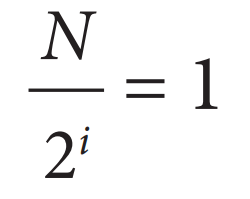 N/2^i = 1